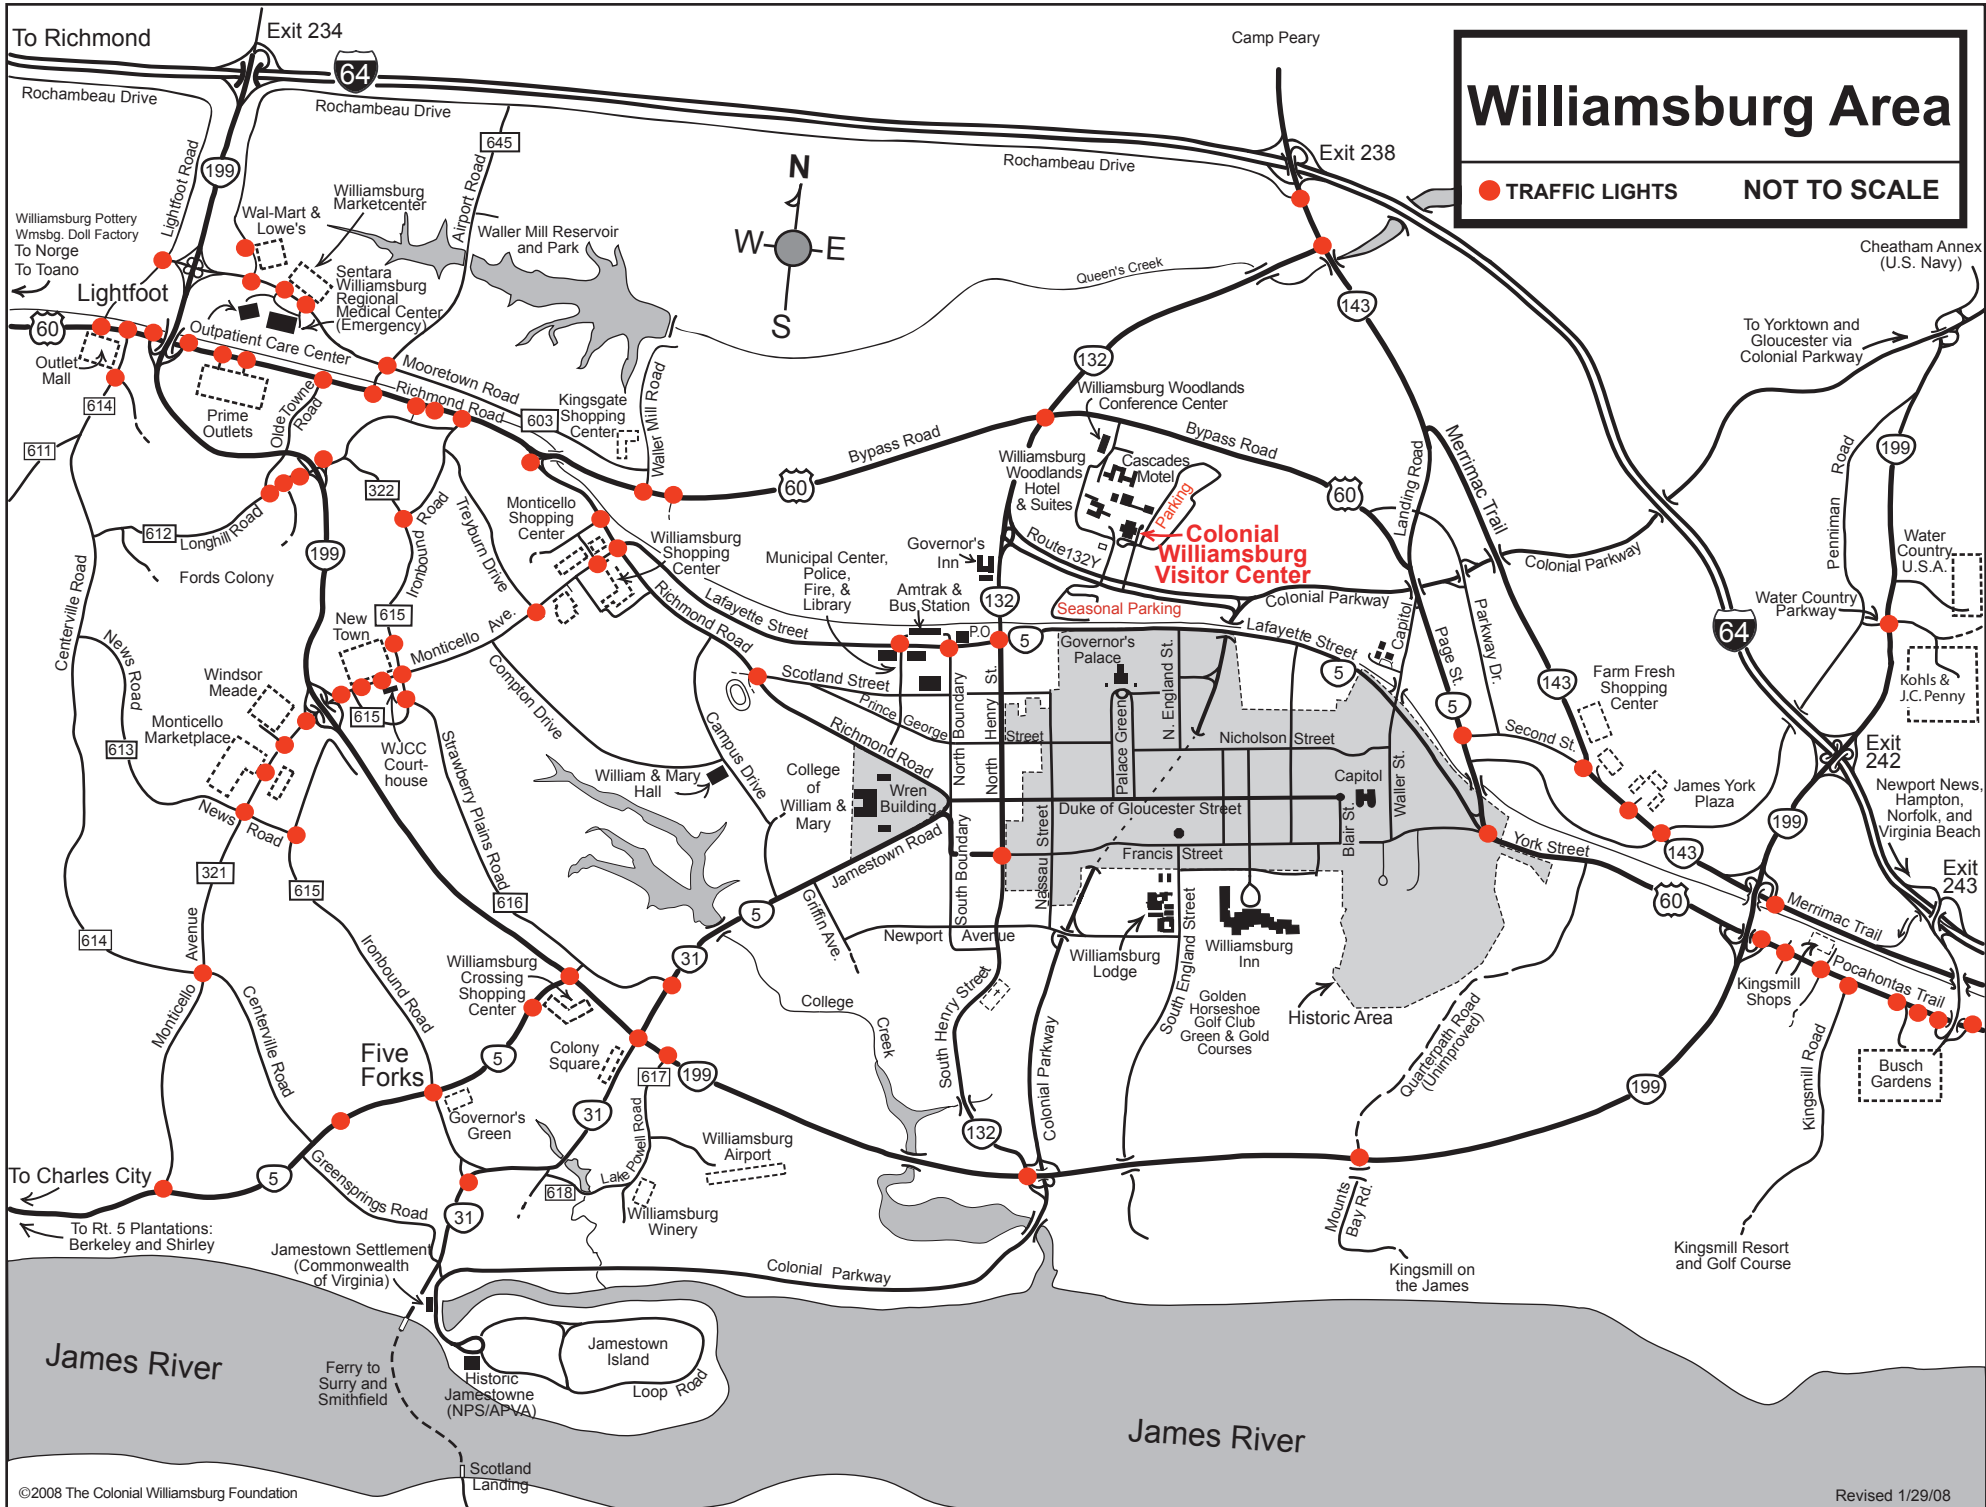 To Richmond
Exit 234
64
Rochambeau Drive
Rochambeau Drive
Rochambeau Drive
Camp Peary
Exit 238
Williamsburg Area
TRAFFIC LIGHTS
NOT TO SCALE
Lightfoot Road
199
645
Airport Road
Williamsburg
Marketcenter
Wal-Mart &
Lowe's
Williamsburg Pottery
Wmsbg. Doll Factory
To Norge
To Toano
Lightfoot
60
Sentara
Williamsburg
Regional
Medical Center
(Emergency)
Waller Mill Reservoir
and Park
N
W
E
S
Queen's Creek
143
Cheatham Annex
(U.S. Navy)
To Yorktown and
Gloucester via
Colonial Parkway
Outpatient Care Center
Outlet
Mall
614
611
Prime
Outlets
Olde Towne
Road
Mooretown Road
Richmond Road
603
Kingsgate
Shopping
Center
Waller Mill Road
132
Williamsburg Woodlands
Conference Center
Bypass Road
Bypass Road
60
60
Williamsburg
Woodlands
Hotel
& Suites
Cascades
Motel
Parking
Colonial
Williamsburg
Visitor Center
Route132Y
Seasonal Parking
Landing Road
Merrimac Trail
Penniman Road
199
Water
Country
U.S.A.
Water Country
Parkway
Kohls &
J.C. Penny
64
322
612
Longhill Road
Fords Colony
199
Ironbound Road
Treyburn Drive
Monticello
Shopping
Center
Williamsburg
Shopping
Center
Municipal Center,
Police,
Fire, &
Library
Governor's
Inn
Amtrak &
Bus Station
P.O
132
5
Colonial Parkway
Colonial Parkway
Capitol
Parkway Dr.
Page St.
Lafayette Street
Lafayette Street
Richmond Road
Centerville Road
News Road
613
New
Town
615
Monticello Ave.
Windsor
Meade
Monticello
Marketplace
615
WJCC
Court-
house
Compton Drive
Strawberry Plains Road
Campus Drive
William & Mary
Hall
Scotland Street
Prince George
Street
Richmond Road
College
of
William &
Mary
Wren
Building
North Boundary
North Henry St.
Governor's
Palace
Palace Green
N. England St.
Nicholson Street
Duke of Gloucester Street
Francis Street
Nassau Street
South Boundary
Capitol
Blair St.
Waller St.
5
5
143
Second St.
Farm Fresh
Shopping
Center
James York
Plaza
Exit
242
Newport News,
Hampton,
Norfolk, and
Virginia Beach
Exit
243
199
143
York Street
60
Merrimac Trail
Pocahontas Trail
Kingsmill
Shops
Busch
Gardens
Kingsmill Road
News Road
321
615
616
Jamestown Road
5
31
Griffin Ave.
Newport Avenue
614
Monticello Avenue
Centerville Road
Ironbound Road
Williamsburg
Crossing
Shopping
Center
Williamsburg
Lodge
Williamsburg
Inn
South England Street
Golden
Horseshoe
Golf Club
Green & Gold
Courses
Historic Area
Quarterpath Road
(Unimproved)
College Creek
South Henry Street
Colonial Parkway
Five
Forks
5
Colony
Square
617
199
31
Governor's
Green
Lake Powell Road
618
Williamsburg
Airport
Williamsburg
Winery
132
199
Mounts
Bay Rd.
Kingsmill on
the James
Kingsmill Resort
and Golf Course
To Charles City
5
To Rt. 5 Plantations:
Berkeley and Shirley
Greensprings Road
31
Jamestown Settlement
(Commonwealth
of Virginia)
Colonial Parkway
James River
Ferry to
Surry and
Smithfield
Historic
Jamestowne
(NPS/APVA)
Jamestown
Island
Loop Road
James River
Scotland
Landing
©2008 The Colonial Williamsburg Foundation
Revised 1/29/08